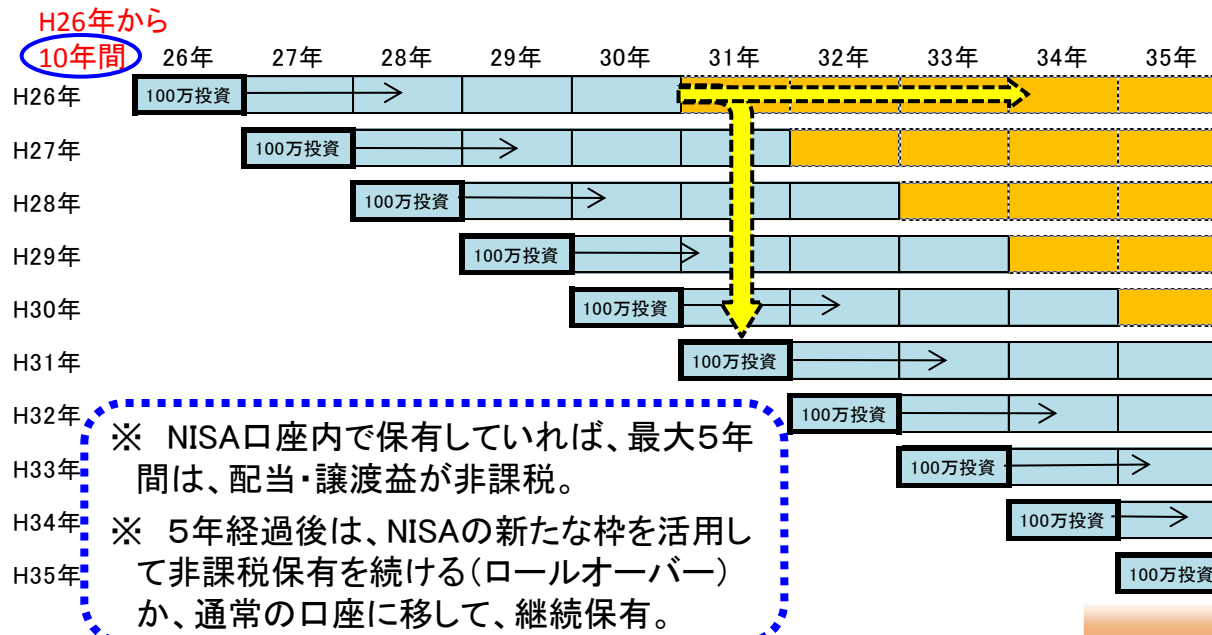 H26年から
10年間 26年 27年 28年 29年 30年 31年 32年 33年 34年 35年
H26年 100万投資
H27年 100万投資
H28年 100万投資
H29年 100万投資
H30年 100万投資
H31年 100万投資
H32年 100万投資
H33年 100万投資
H34年 100万投資
H35年 100万投資
※ NISA口座内で保有していれば、最大5年
間は、配当・譲渡益が非課税。
※ 5年経過後は、NISAの新たな枠を活用し
て非課税保有を続ける(ロールオーバー)
か、通常の口座に移して、継続保有。